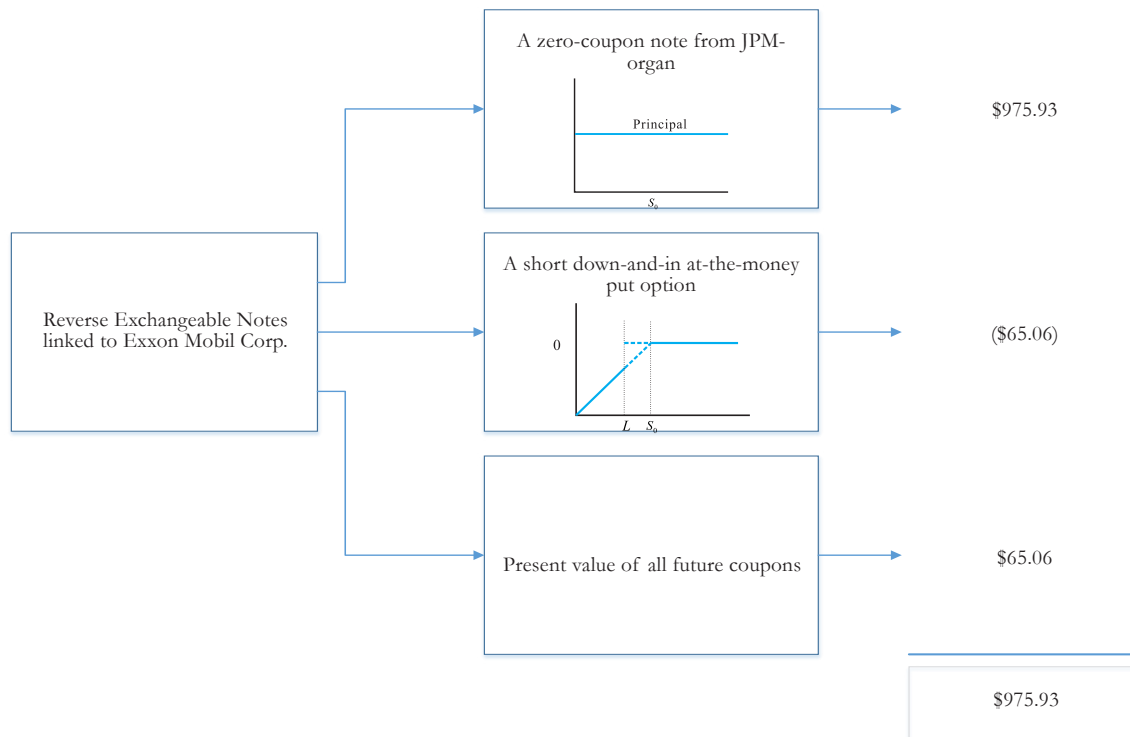 A zero-coupon note from JPM-
organ
Principal
S₀
$975.93
Reverse Exchangeable Notes
linked to Exxon Mobil Corp.
A short down-and-in at-the-money
put option
0
L S₀
($65.06)
Present value of all future coupons
$65.06
$975.93